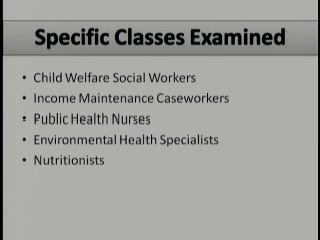 Specific Classes Examined
• Child Welfare Social Workers
• Income Maintenance Caseworkers
• Public Health Nurses
• Environmental Health Specialists
• Nutritionists